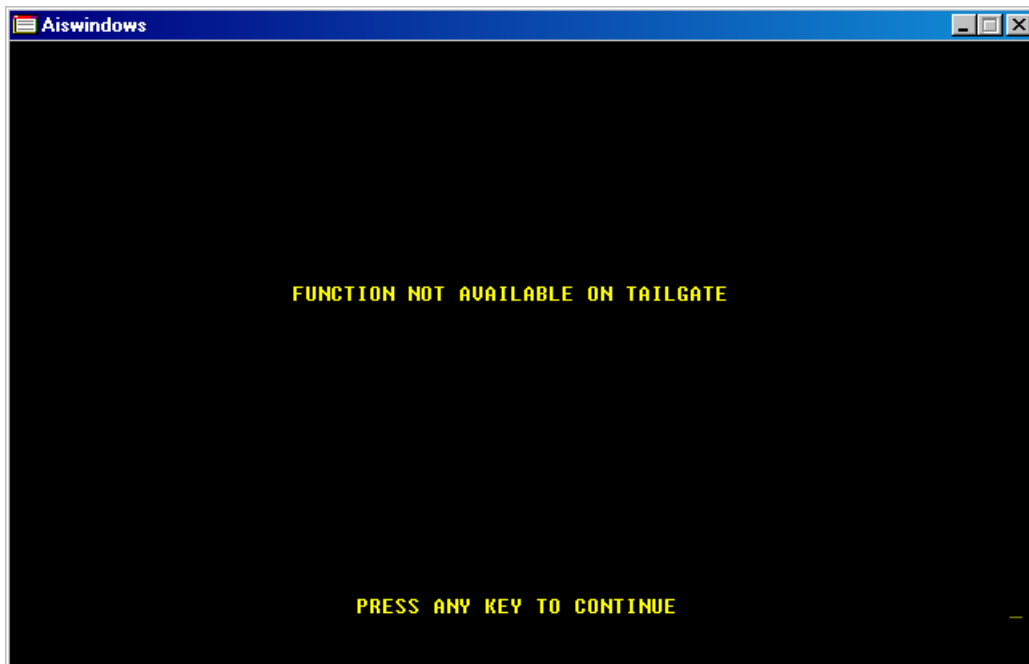 Aiswindows
FUNCTION NOT AVAILABLE ON TAILGATE
PRESS ANY KEY TO CONTINUE